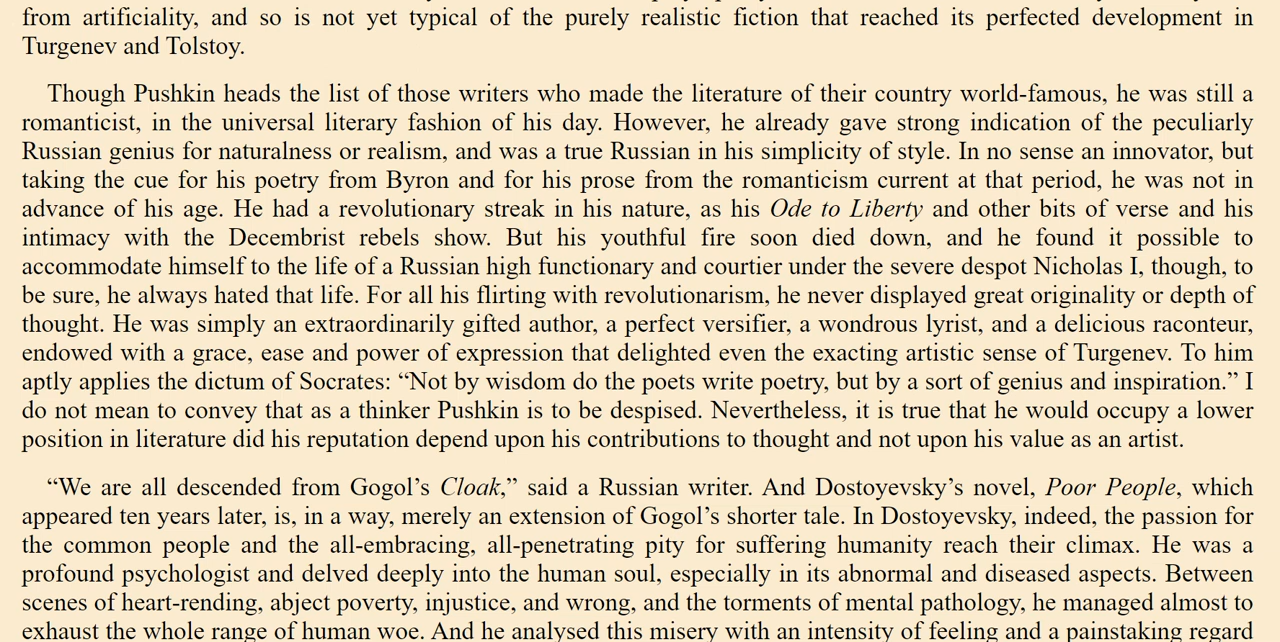 from artificiality, and so is not yet typical of the purely realistic fiction that reached its perfected development in
Turgenev and Tolstoy.
Though Pushkin heads the list of those writers who made the literature of their country world-famous, he was still a
romanticist, in the universal literary fashion of his day. However, he already gave strong indication of the peculiarly
Russian genius for naturalness or realism, and was a true Russian in his simplicity of style. In no sense an innovator, but
taking the cue for his poetry from Byron and for his prose from the romanticism current at that period, he was not in
advance of his age. He had a revolutionary streak in his nature, as his Ode to Liberty and other bits of verse and his
intimacy with the Decembrist rebels show. But his youthful fire soon died down, and he found it possible to
accommodate himself to the life of a Russian high functionary and courtier under the severe despot Nicholas I, though, to
be sure, he always hated that life. For all his flirting with revolutionarism, he never displayed great originality or depth of
thought. He was simply an extraordinarily gifted author, a perfect versifier, a wondrous lyrist, and a delicious raconteur,
endowed with a grace, ease and power of expression that delighted even the exacting artistic sense of Turgenev. To him
aptly applies the dictum of Socrates: “Not by wisdom do the poets write poetry, but by a sort of genius and inspiration.” I
do not mean to convey that as a thinker Pushkin is to be despised. Nevertheless, it is true that he would occupy a lower
position in literature did his reputation depend upon his contributions to thought and not upon his value as an artist.
“We are all descended from Gogol’s Cloak,” said a Russian writer. And Dostoyevsky’s novel, Poor People, which
appeared ten years later, is, in a way, merely an extension of Gogol’s shorter tale. In Dostoyevsky, indeed, the passion for
the common people and the all-embracing, all-penetrating pity for suffering humanity reach their climax. He was a
profound psychologist and delved deeply into the human soul, especially in its abnormal and diseased aspects. Between
scenes of heart-rending, abject poverty, injustice, and wrong, and the torments of mental pathology, he managed almost to
exhaust the whole range of human woe. And he analysed this misery with an intensity of feeling and a painstaking regard